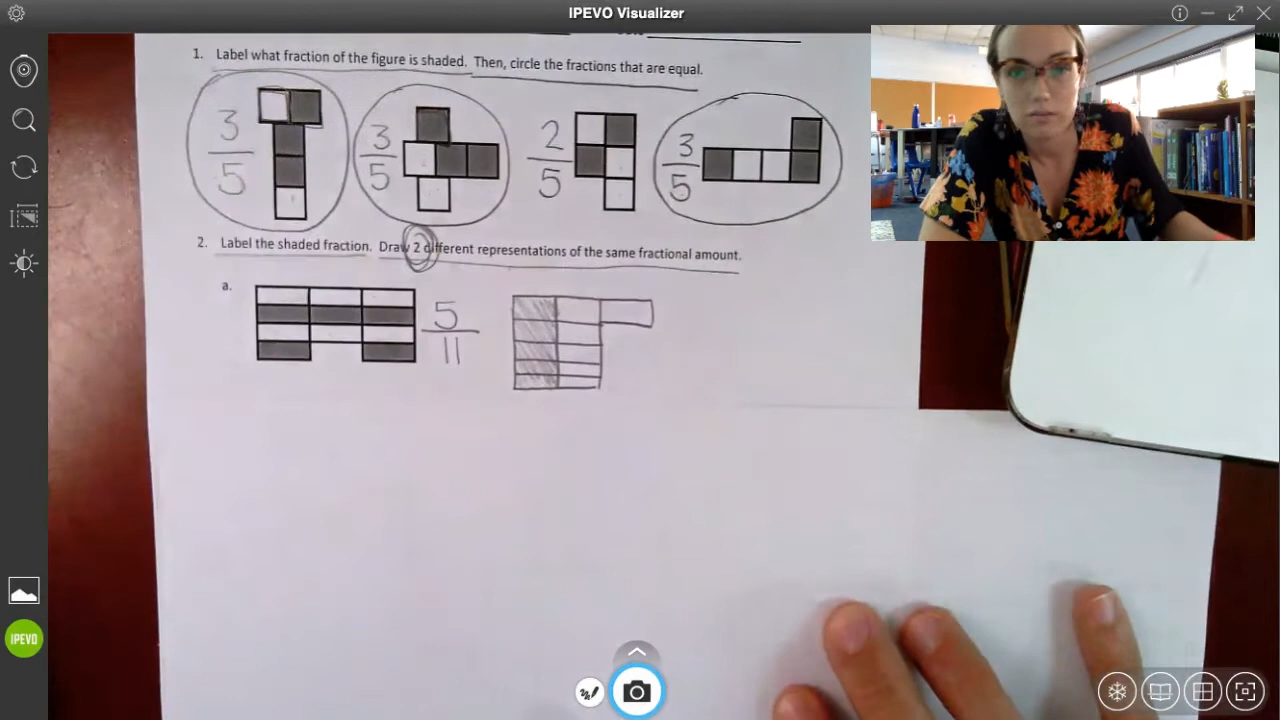 IPEVO Visualizer
1. Label what fraction of the figure is shaded. Then, circle the fractions that are equal.
3/5 3/5 2/5 3/5
2. Label the shaded fraction. Draw 2 different representations of the same fractional amount.
a. 5/11
IPEVO